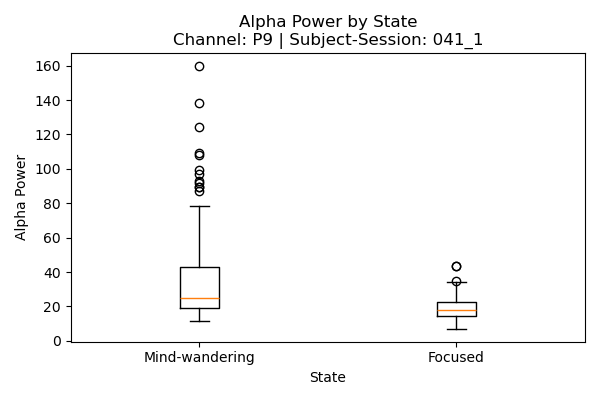 Alpha Power by State
Channel: P9 | Subject-Session: 041_1
160
140
120
100
80
60
40
20
0
Alpha Power
Mind-wandering
Focused
State